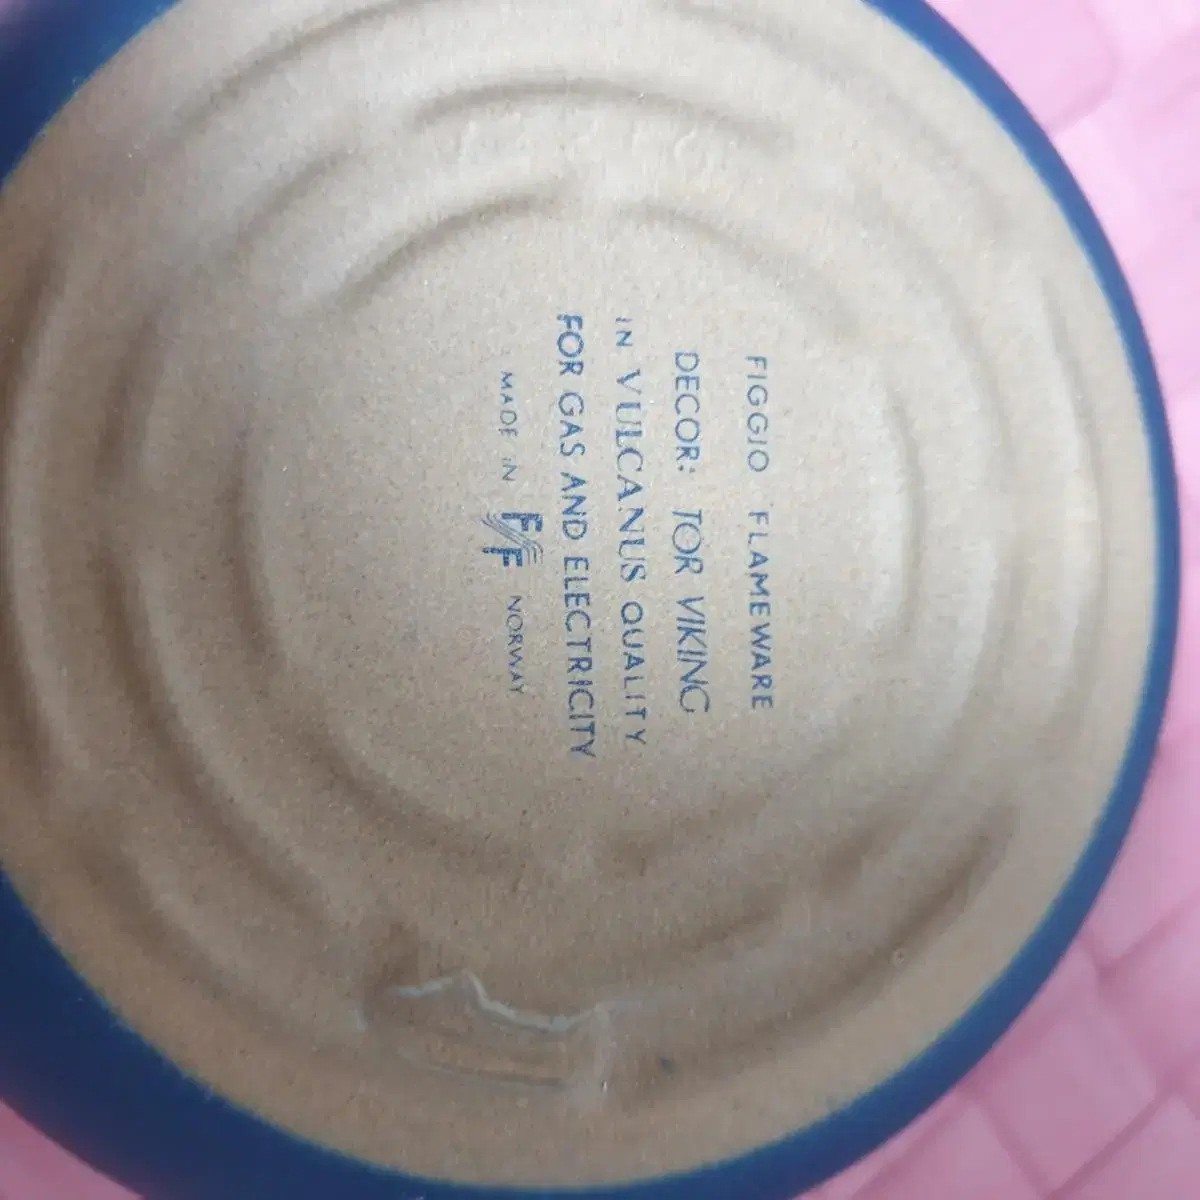 FIGGIO FLAMEWARE
DECOR: TOR VIKING
IN VULCANUS QUALITY
FOR GAS AND ELECTRICITY
MADE IN FF NORWAY